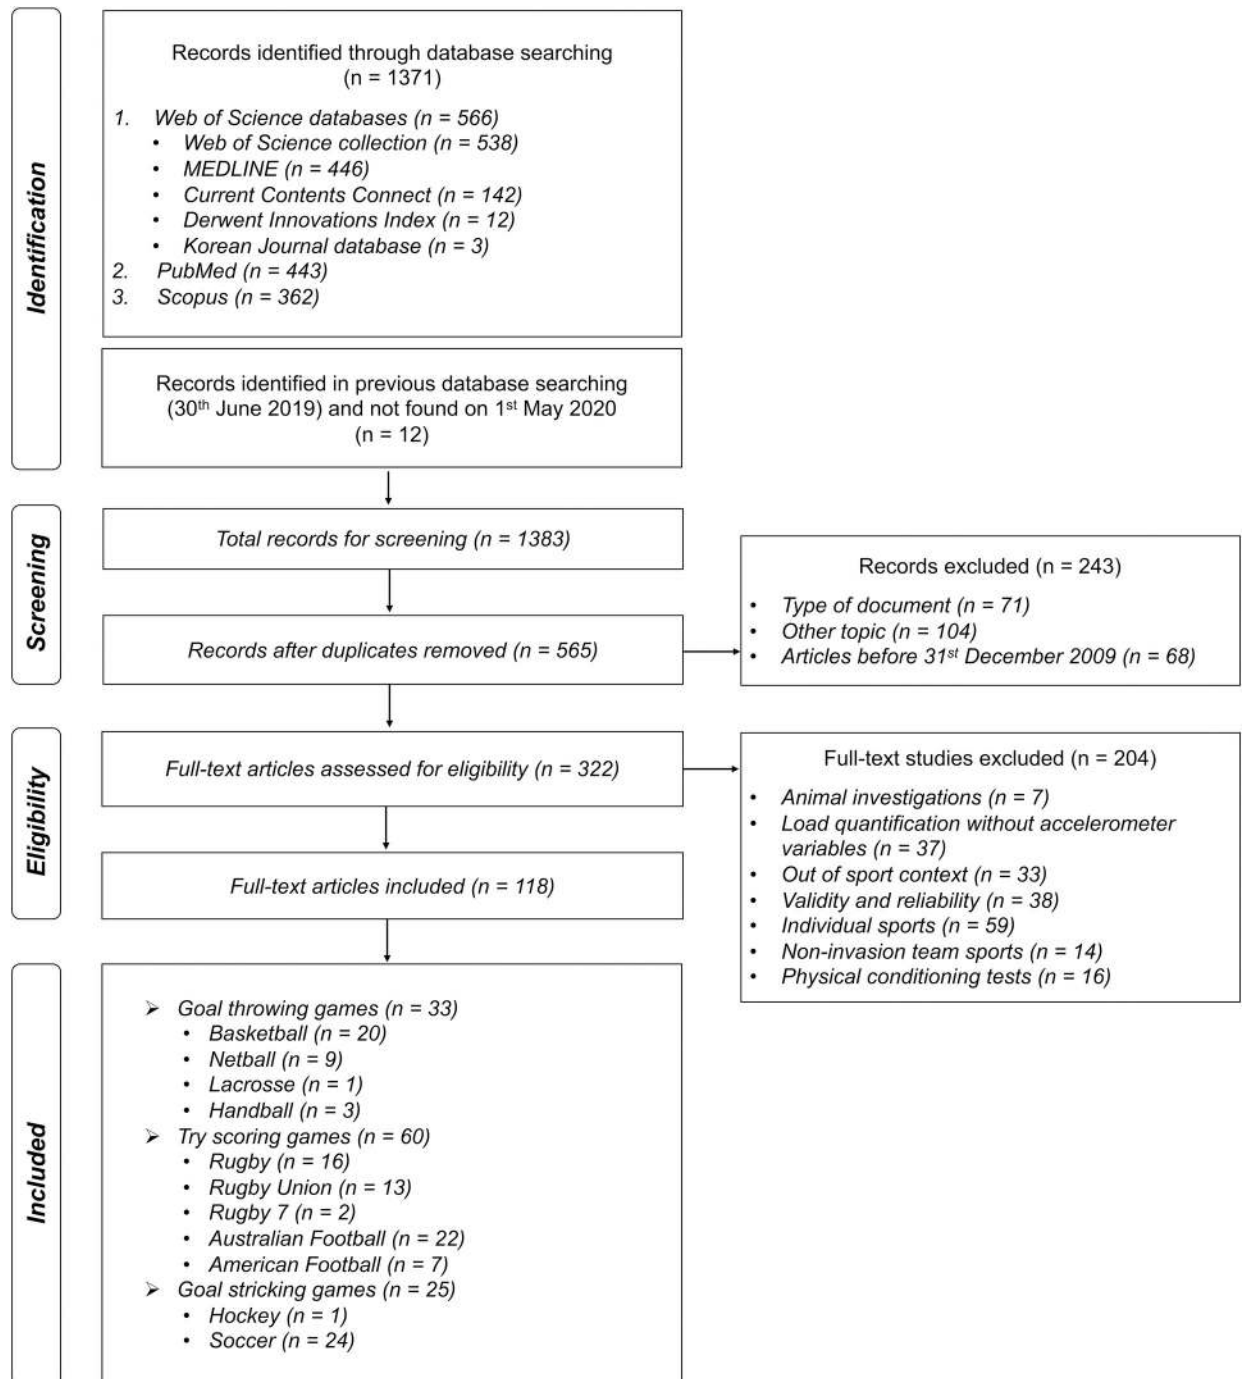 Identification
Records identified through database searching
(n = 1371)
1. Web of Science databases (n = 566)
• Web of Science collection (n = 538)
• MEDLINE (n = 446)
• Current Contents Connect (n = 142)
• Derwent Innovations Index (n = 12)
• Korean Journal database (n = 3)
2. PubMed (n = 443)
3. Scopus (n = 362)
Records identified in previous database searching
(30th June 2019) and not found on 1st May 2020
(n = 12)
Screening
Total records for screening (n = 1383)
Records after duplicates removed (n = 565)
Records excluded (n = 243)
• Type of document (n = 71)
• Other topic (n = 104)
• Articles before 31st December 2009 (n = 68)
Eligibility
Full-text articles assessed for eligibility (n = 322)
Full-text articles included (n = 118)
Full-text studies excluded (n = 204)
• Animal investigations (n = 7)
• Load quantification without accelerometer
variables (n = 37)
• Out of sport context (n = 33)
• Validity and reliability (n = 38)
• Individual sports (n = 59)
• Non-invasion team sports (n = 14)
• Physical conditioning tests (n = 16)
Included
➢ Goal throwing games (n = 33)
• Basketball (n = 20)
• Netball (n = 9)
• Lacrosse (n = 1)
• Handball (n = 3)
➢ Try scoring games (n = 60)
• Rugby (n = 16)
• Rugby Union (n = 13)
• Rugby 7 (n = 2)
• Australian Football (n = 22)
• American Football (n = 7)
➢ Goal stricking games (n = 25)
• Hockey (n = 1)
• Soccer (n = 24)